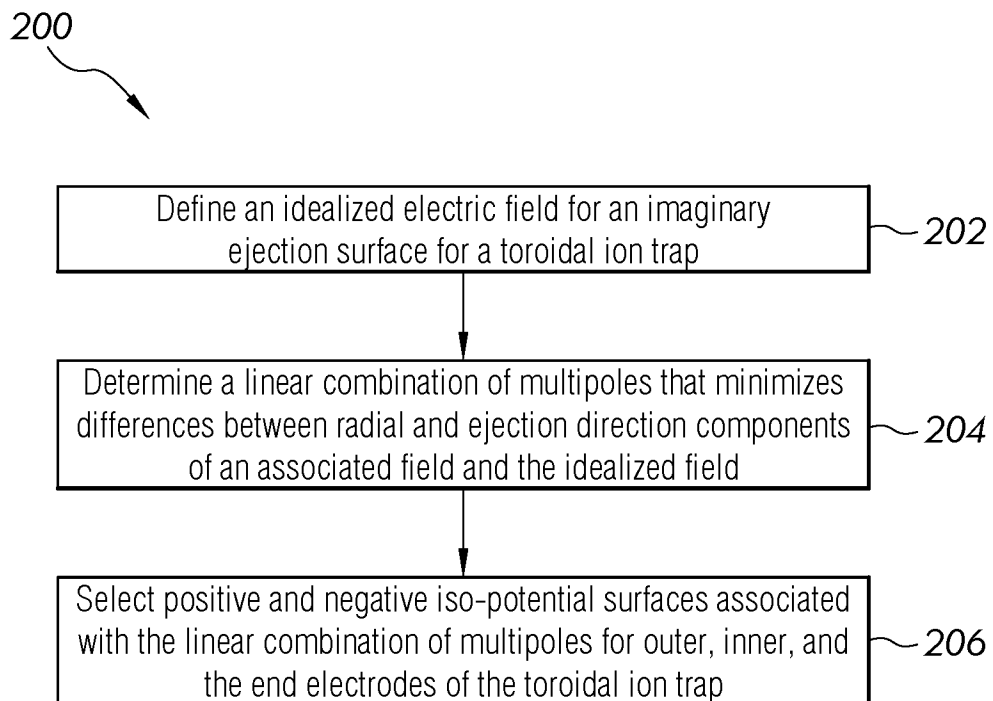 200
Define an idealized electric field for an imaginary
ejection surface for a toroidal ion trap
202
Determine a linear combination of multipoles that minimizes
differences between radial and ejection direction components
of an associated field and the idealized field
204
Select positive and negative iso-potential surfaces associated
with the linear combination of multipoles for outer, inner, and
the end electrodes of the toroidal ion trap
206